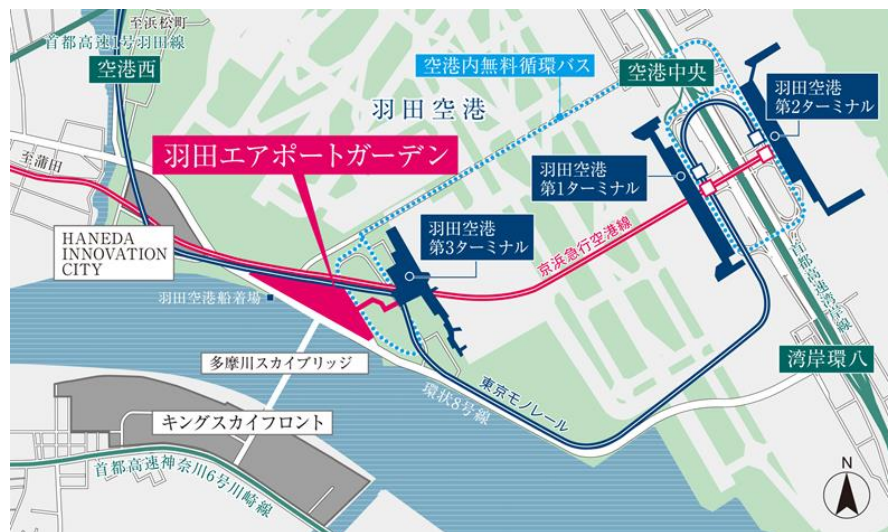 至浜松町
首都高速1号羽田線
空港西
空港内無料循環バス
空港中央
羽田空港
第2ターミナル
羽田空港
羽田エアポートガーデン
羽田空港
第1ターミナル
至蒲田
HANEDA
INNOVATION
CITY
羽田空港
第3ターミナル
京浜急行空港線
首都高速湾岸線
羽田空港船着場
多摩川スカイブリッジ
環状8号線
東京モノレール
湾岸環八
キングスカイフロント
首都高速神奈川6号川崎線
N